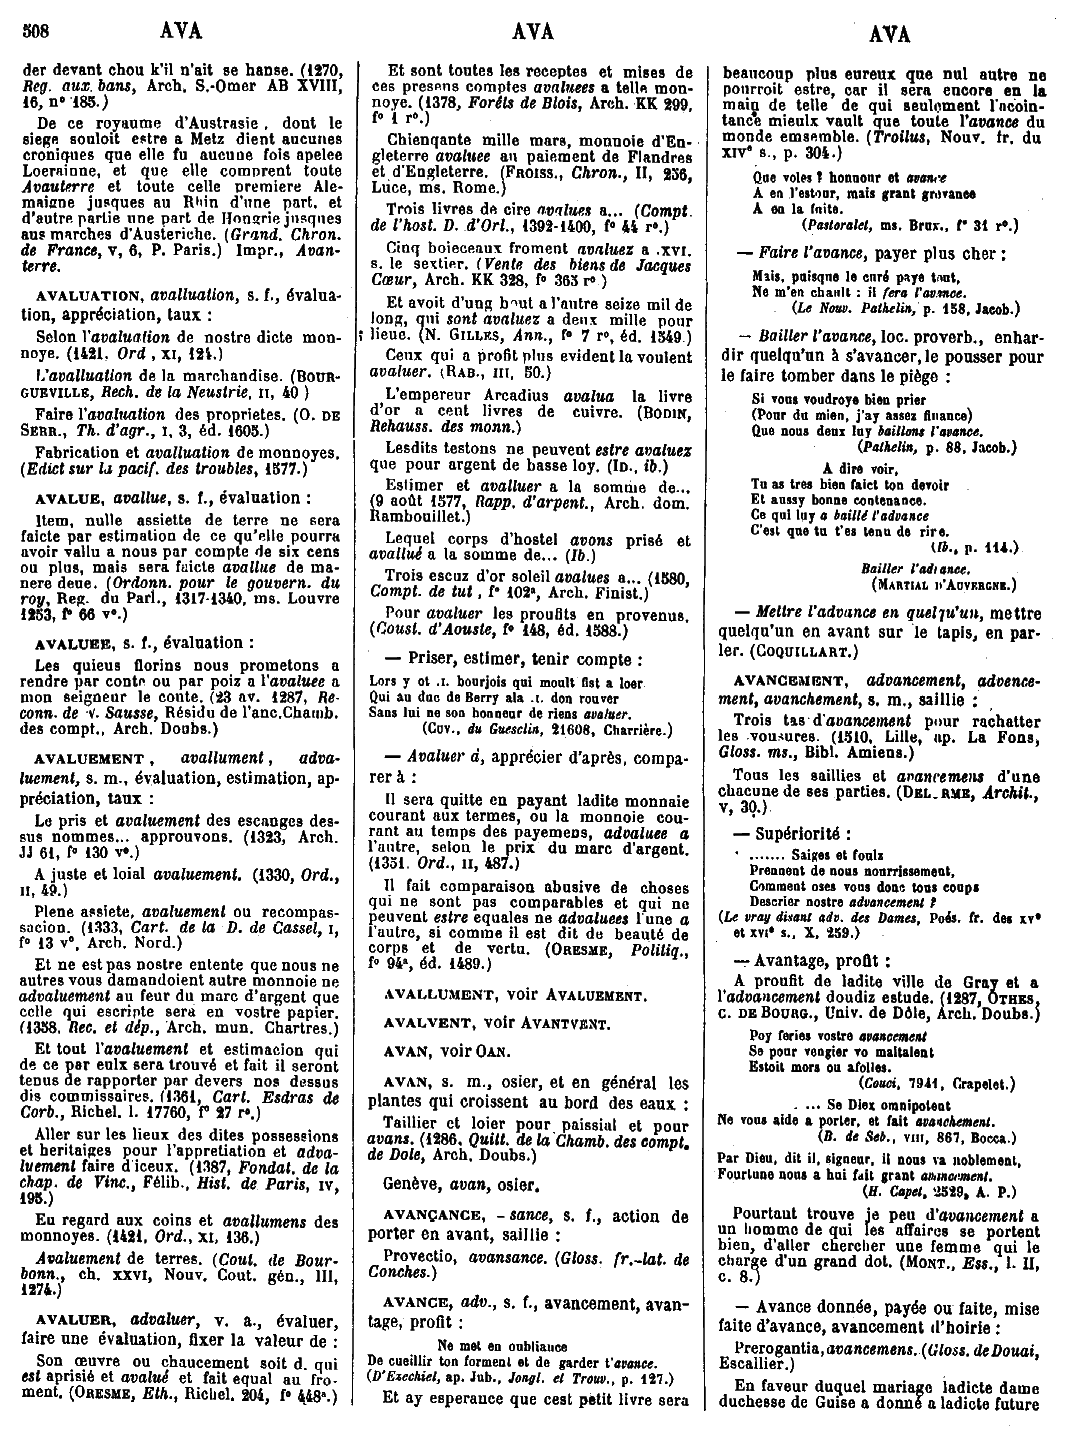 508 AVA AVA AVA
der devant chou k'il n'ait se hanse. (1270,
Reg. aux bans, Arch. S.-Omer AB XVIII,
16, n° 185.)
De ce royaume d'Austrasie, dont le
siege souloit estre a Metz dient aucunes
croniques que elle fu aucune fois apelee
Loerainne, et que elle comprent toute
Avauterre et toute celle premiere Ale-
maigne jusques au Rhin d'une part, et
d'autre partie une part de Hongrie jusques
aus marches d'Austeriche. (Grand. Chron.
de France, V, 6, P. Paris.) Impr., Avan-
terre.
AVALUATION, avalluation, s. f., évalua-
tion, appréciation, taux :
Selon l'avaluation de nostre dicte mon-
noye. (1421. Ord , XI, 124.)
L'avalluation de la marchandise. (BOUR-
GUEVILLE, Rech. de la Neustrie, II, 40 )
Faire l'avaluation des proprietes. (O. DE
SERR., Th. d'agr., I, 3, éd. 1605.)
Fabrication et avalluation de monnoyes.
(Edict sur la pacif. des troubles, 1577.)
AVALUE, avallue, s. f., évaluation :
Item, nulle assiette de terre ne sera
faicte par estimation de ce qu'elle pourra
avoir vallu a nous par compte de six cens
ou plus, mais sera faicte avallue de ma-
nere deue. (Ordonn. pour le gouvern. du
roy, Reg. du Parl., 1317-1340, ms. Louvre
1253, f° 66 v°.)
AVALUEE, s. f., évaluation :
Les quieus florins nous prometons a
rendre par conte ou par poiz a l'avaluee a
mon seigneur le conte. (23 av. 1287, Re-
conn. de V. Sausse, Résidu de l'anc. Chamb.
des compt., Arch. Doubs.)
AVALUEMENT, avallument, adva-
luement, s. m., évaluation, estimation, ap-
préciation, taux :
Le pris et avaluement des escanges des-
sus nommes... approuvons. (1323, Arch.
JJ 61, f° 130 v°.)
A juste et loial avaluement. (1330, Ord.,
II, 49.)
Plene assiete, avaluement ou recompas-
sacion. (1333, Cart. de la D. de Cassel, I,
f° 13 v°, Arch. Nord.)
Et ne est pas nostre entente que nous ne
autres vous damandoient autre monnoie ne
advaluement au feur du marc d'argent que
celle qui escripte sera en vostre papier.
(1358, Rec. et dép., Arch. mun. Chartres.)
Et tout l'avaluement et estimacion qui
de ce par eulx sera trouvé et fait il seront
tenus de rapporter par devers nos dessus
dis commissaires. (1361, Cart. Esdras de
Corb., Richel. l. 17760, f° 27 r°.)
Aller sur les lieux des dites possessions
et heritaiges pour l'appretiation et adva-
luement faire d'iceux. (1387, Fondat. de la
chap. de Vinc., Félib., Hist. de Paris, IV,
195.)
Eu regard aux coins et avallumens des
monnoyes. (1421, Ord., XI, 136.)
Avaluement de terres. (Cout. de Bour-
bonn., ch. XXVI, Nouv. Cout. gén., III,
1274.)
AVALUER, advaluer, v. a., évaluer,
faire une évaluation, fixer la valeur de :
Son œuvre ou chaucement soit d. qui
est aprisié et avalué et fait equal au fro-
ment. (ORESME, Eth., Richel. 204, f° 448ª.)
Et sont toutes les receptes et mises de
ces presens comptes avaluees a telle mon-
noye. (1378, Forêts de Blois, Arch. KK 299,
f° 1 r°.)
Chienqante mille mars, monnoie d'En-
gleterre avaluee au paiement de Flandres
et d'Engleterre. (FROISS., Chron., II, 236,
Luce, ms. Rome.)
Trois livres de cire avalues a... (Compt.
de l'host. D. d'Orl., 1392-1400, f° 44 r°.)
Cinq boieceaux froment avaluez a .XVI.
s. le sextier. (Vente des biens de Jacques
Cœur, Arch. KK 328, f° 363 r°)
Et avoit d'ung bout a l'autre seize mil de
long, qui sont avaluez a deux mille pour
lieue. (N. GILLES, Ann., f° 7 r°, éd. 1549.)
Ceux qui a profit plus evident la voulent
avaluer. (RAB., III, 50.)
L'empereur Arcadius avalua la livre
d'or a cent livres de cuivre. (BODIN,
Rehauss. des monn.)
Lesdits testons ne peuvent estre avaluez
que pour argent de basse loy. (ID., ib.)
Estimer et avalluer a la somme de...
(9 août 1577, Rapp. d'arpent., Arch. dom.
Rambouillet.)
Lequel corps d'hostel avons prisé et
avallué a la somme de... (Ib.)
Trois escuz d'or soleil avalues a... (1580,
Compt. de tut , f° 102ª, Arch. Finist.)
Pour avaluer les proufits en provenus.
(Coust. d'Aouste, f° 148, éd. 1588.)
— Priser, estimer, tenir compte :
Lors y ot .I. bourjois qui moult fist a loer
Qui au duc de Berry ala .I. don rouver
Sans lui ne son honneur de riens avaluer.
(CUV., du Guesclin, 21608, Charrière.)
— Avaluer à, apprécier d'après, compa-
rer à :
Il sera quitte en payant ladite monnaie
courant aux termes, ou la monnoie cou-
rant au temps des payemens, advaluee a
l'autre, selon le prix du marc d'argent.
(1351. Ord., II, 487.)
Il fait comparaison abusive de choses
qui ne sont pas comparables et qui ne
peuvent estre equales ne advaluees l'une a
l'autre, si comme il est dit de beauté de
corps et de vertu. (ORESME, Politiq.,
f° 94ª, éd. 1489.)
AVALLUMENT, voir AVALUEMENT.
AVALVENT, voir AVANTVENT.
AVAN, voir OAN.
AVAN, s. m., osier, et en général les
plantes qui croissent au bord des eaux :
Taillier et loier pour paissial et pour
avans. (1286. Quitt. de la Chamb. des compt.
de Dole, Arch. Doubs.)
Genève, avan, osier.
AVANÇANCE, - sance, s. f., action de
porter en avant, saillie :
Provectio, avansance. (Gloss. fr.-lat. de
Conches.)
AVANCE, adv., s. f., avancement, avan-
tage, profit :
Ne met en oubliance
De cueillir ton forment et de garder t'avance.
(D'Ezechiel, ap. Jub., Jongl. et Trouv., p. 127.)
Et ay esperance que cest petit livre sera
beaucoup plus eureux que nul autre ne
pourroit estre, car il sera encore en la
main de telle de qui seulement l'acoin-
tance mieulx vault que toute l'avance du
monde emsemble. (Troilus, Nouv. fr. du
XIV° s., p. 304.)
Que voles ? honnour et avance
A en l'estour, mais grant grevance
A en la fuite.
(Pastoralet, ms. Brux., f° 31 r°.)
— Faire l'avance, payer plus cher :
Mais, puisque le curé paye tant,
Ne m'en chault : il fera l'avance.
(Le Nouv. Pathelin, p. 158, Jacob.)
— Bailler l'avance, loc. proverb., enhar-
dir quelqu'un à s'avancer, le pousser pour
le faire tomber dans le piège :
Si vous voudroye bien prier
(Pour du mien, j'ay assez finance)
Que nous deux luy baillons l'avance.
(Pathelin, p. 88, Jacob.)
A dire voir,
Tu as tres bien faict ton devoir
Et aussy bonne contenance.
Ce qui luy a baillé l'advance
C'est que tu t'es tenu de rire.
(Ib., p. 114.)
Bailler l'advance.
(MARTIAL D'AUVERGNE.)
— Mettre l'advance en quelqu'un, mettre
quelqu'un en avant sur le tapis, en par-
ler. (COQUILLART.)
AVANCEMENT, advancement, advence-
ment, avanchement, s. m., saillie :
Trois tas d'avancement pour rachatter
les vousures. (1510, Lille, ap. La Fons,
Gloss. ms., Bibl. Amiens.)
Tous les saillies et avancemens d'une
chacune de ses parties. (DELORME, Archit.,
V, 30.)
— Supériorité :
....... Saiges et foulz
Prennent de nous nourrissement,
Comment oses vous donc tous coups
Descrier nostre advancement ?
(Le vray disant adv. des Dames, Poés. fr. des XV°
et XVI° s., X, 259.)
— Avantage, profit :
A proufit de ladite ville de Gray et a
l'advancement doudiz estude. (1287, OTHES,
C. DE BOURG., Univ. de Dôle, Arch. Doubs.)
Poy feries vostre avancement
Se pour vengier vo maltalent
Estoit mors ou afolles.
(Couci, 7941, Crapelet.)
. ... Se Diex omnipotent
Ne vous aide a porter, et fait avanchement.
(B. de Seb., VIII, 867, Bocca.)
Par Dieu, dit il, signeur, il nous va noblement,
Fourtune nous a hui fait grant avancement.
(H. Capet, 2529, A. P.)
Pourtant trouve je peu d'avancement a
un homme de qui les affaires se portent
bien, d'aller chercher une femme qui le
charge d'un grand dot. (MONT., Ess., l. II,
c. 8.)
— Avance donnée, payée ou faite, mise
faite d'avance, avancement d'hoirie :
Prerogantia, avancemens. (Gloss. de Douai,
Escallier.)
En faveur duquel mariage ladicte dame
duchesse de Guise a donné a ladicte future